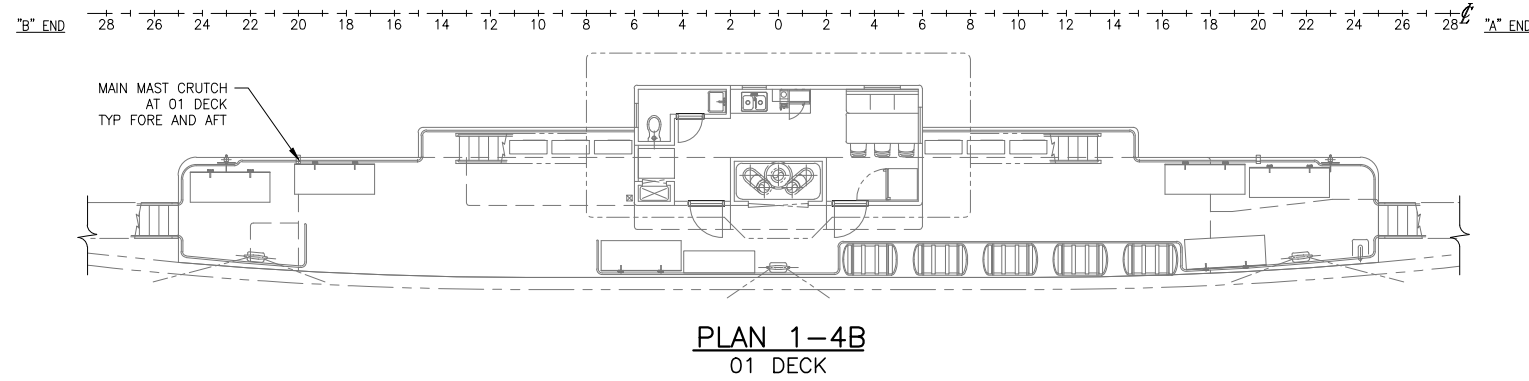 "B" END 28 26 24 22 20 18 16 14 12 10 8 6 4 2 0 2 4 6 8 10 12 14 16 18 20 22 24 26 28 ℄ "A" END
MAIN MAST CRUTCH
AT 01 DECK
TYP FORE AND AFT
PLAN 1-4B
01 DECK